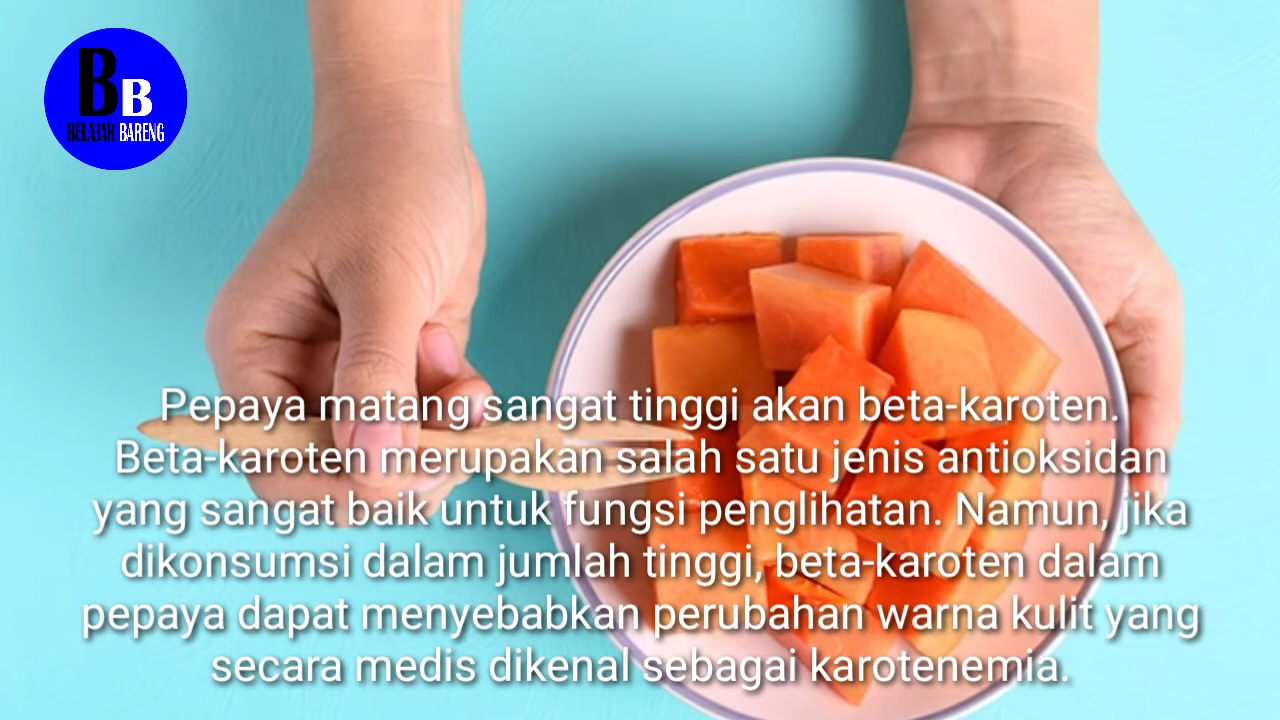 BB
BELAJAR BARENG
Pepaya matang sangat tinggi akan beta-karoten.
Beta-karoten merupakan salah satu jenis antioksidan
yang sangat baik untuk fungsi penglihatan. Namun, jika
dikonsumsi dalam jumlah tinggi, beta-karoten dalam
pepaya dapat menyebabkan perubahan warna kulit yang
secara medis dikenal sebagai karotenemia.